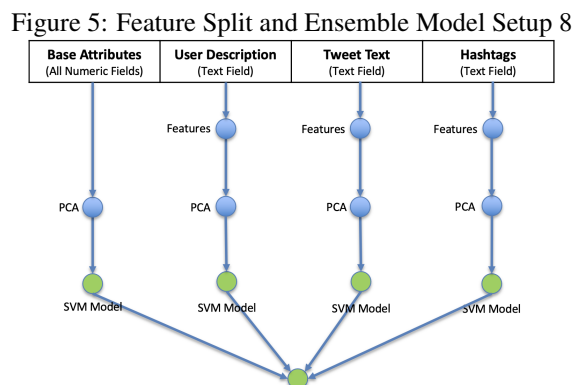 Figure 5: Feature Split and Ensemble Model Setup 8
Base Attributes User Description Tweet Text Hashtags
(All Numeric Fields) (Text Field) (Text Field) (Text Field)
Features Features Features
PCA PCA PCA PCA
SVM Model SVM Model SVM Model SVM Model